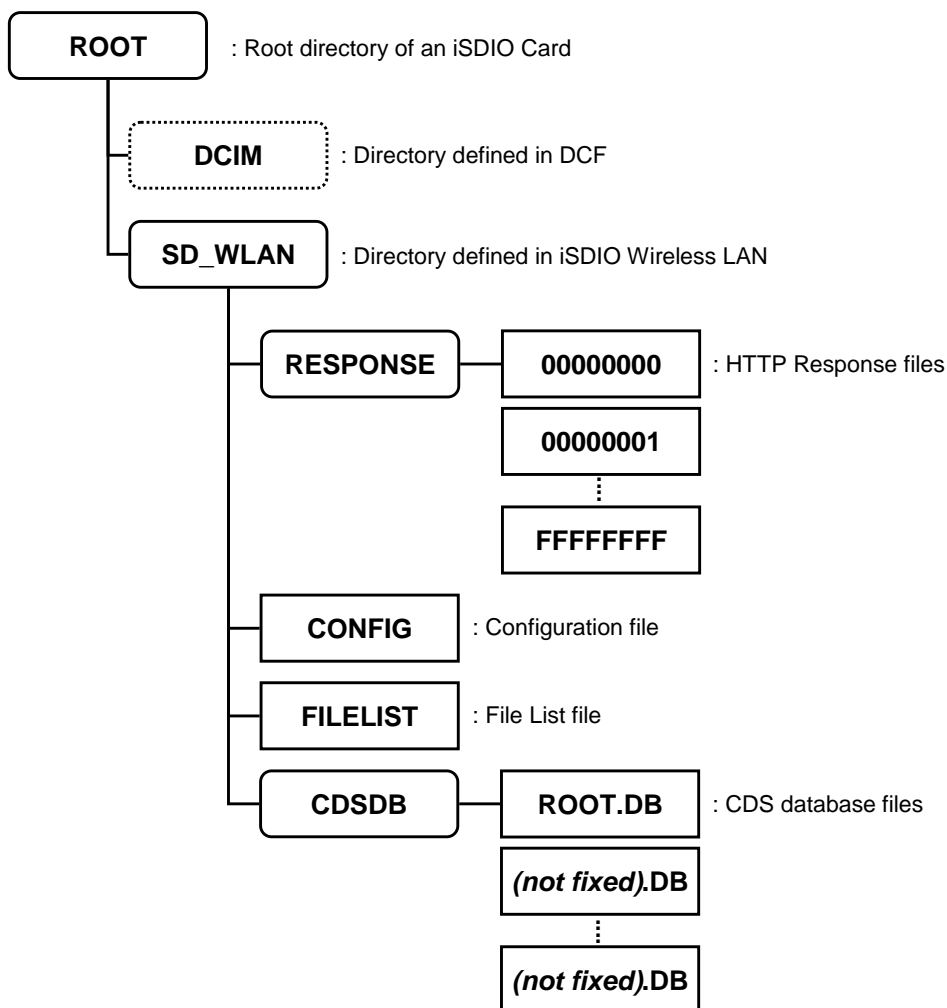 ROOT : Root directory of an iSDIO Card
DCIM : Directory defined in DCF
SD_WLAN : Directory defined in iSDIO Wireless LAN
RESPONSE 00000000 : HTTP Response files
00000001
FFFFFFFF
CONFIG : Configuration file
FILELIST : File List file
CDSDB ROOT.DB : CDS database files
(not fixed).DB
(not fixed).DB